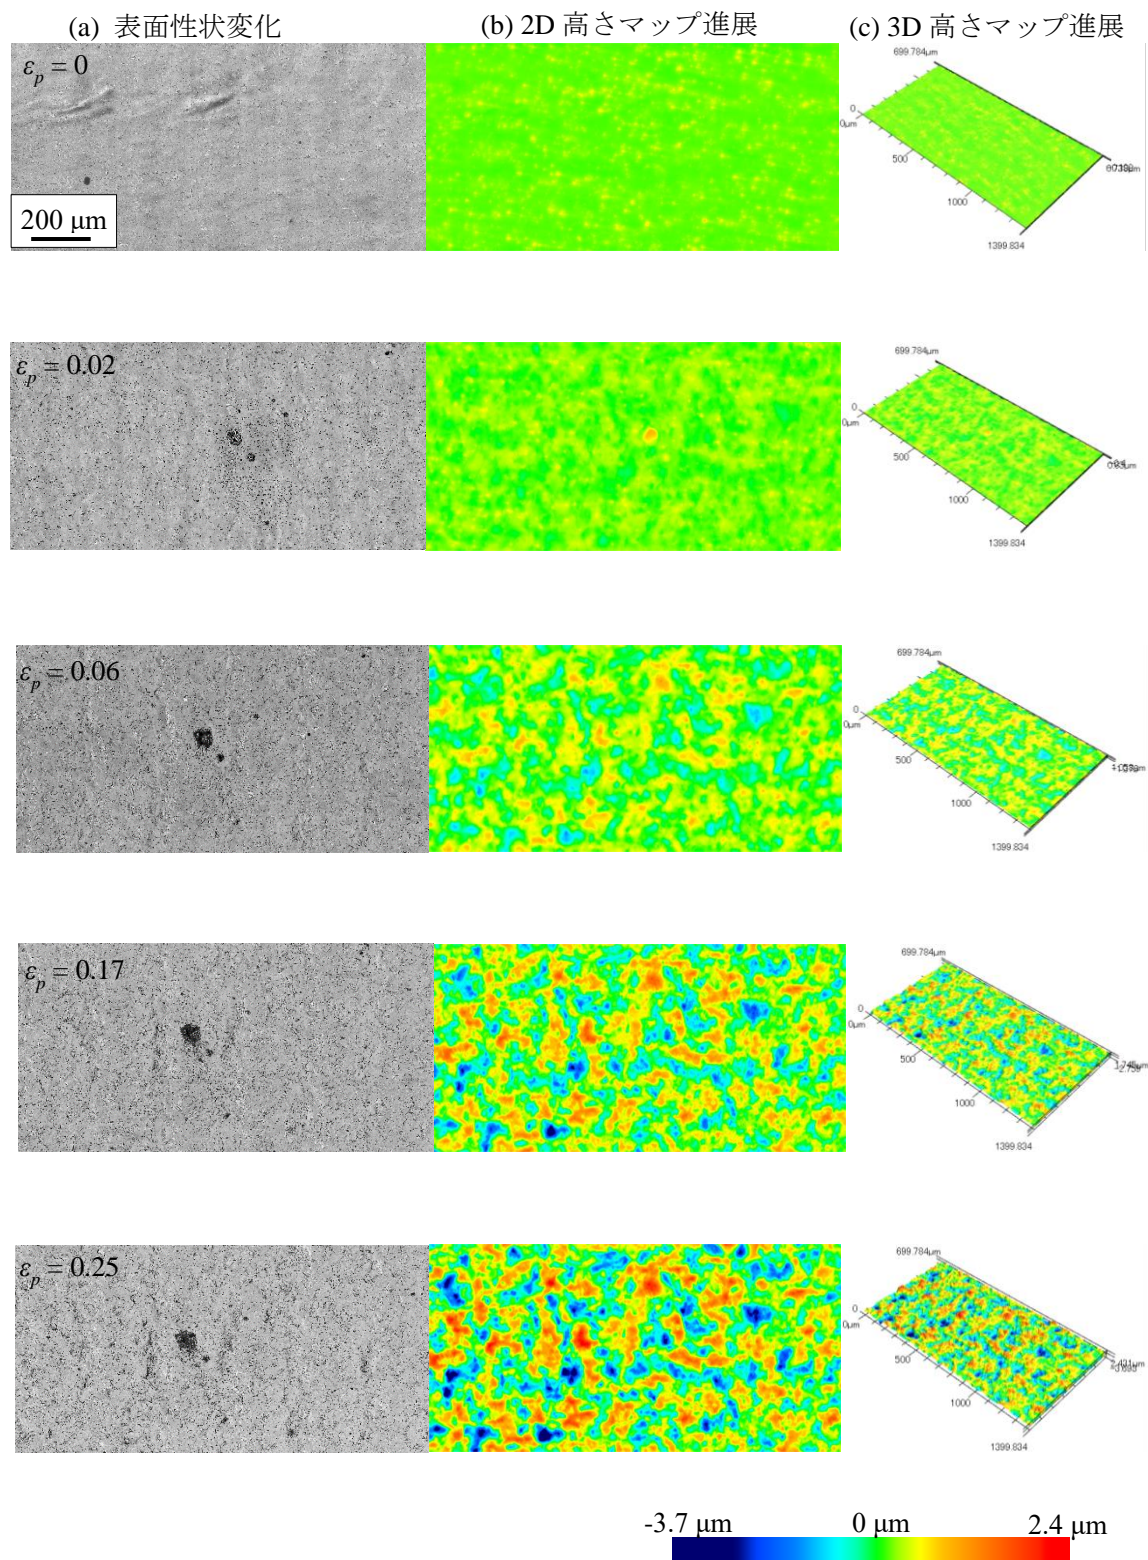 (a) 表面性状変化
(b) 2D 高さマップ進展
(c) 3D 高さマップ進展
εp = 0
200 μm
699.784μm
0
0μm
500
1000
1399.834
εp = 0.02
699.784μm
0
0μm
500
1000
1399.834
εp = 0.06
699.784μm
0
0μm
500
1000
1399.834
εp = 0.17
699.784μm
0
0μm
500
1000
1399.834
εp = 0.25
699.784μm
0
0μm
500
1000
1399.834
-3.7 μm
0 μm
2.4 μm